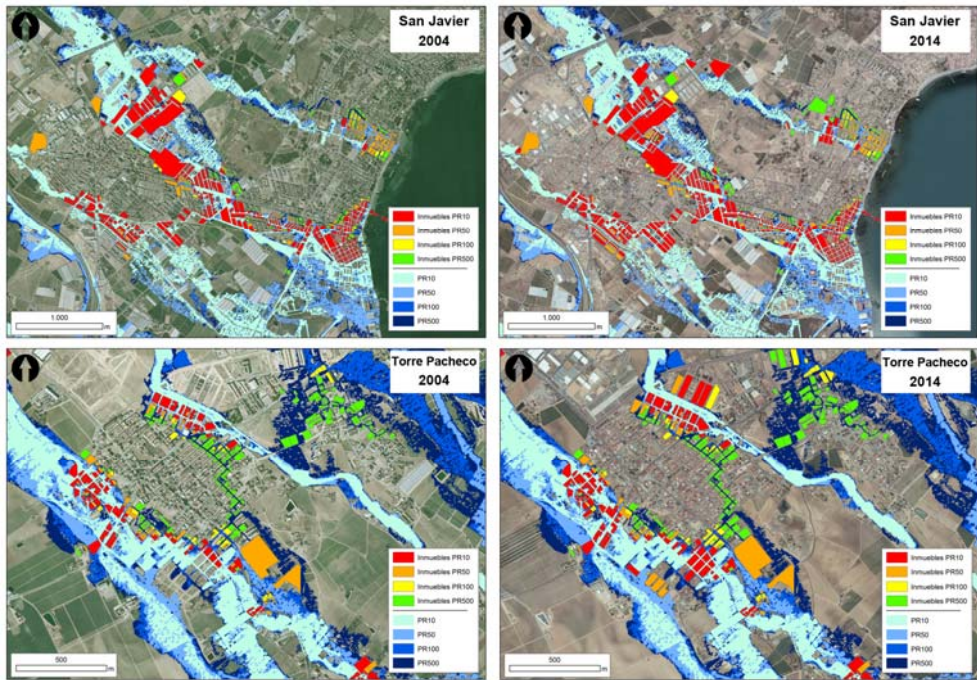 San Javier
2004
Inmuebles PR10
Inmuebles PR50
Inmuebles PR100
Inmuebles PR500
PR10
PR50
PR100
PR500
1.000
m
San Javier
2014
Inmuebles PR10
Inmuebles PR50
Inmuebles PR100
Inmuebles PR500
PR10
PR50
PR100
PR500
1.000
m
Torre Pacheco
2004
Inmuebles PR10
Inmuebles PR50
Inmuebles PR100
Inmuebles PR500
PR10
PR50
PR100
PR500
500
m
Torre Pacheco
2014
Inmuebles PR10
Inmuebles PR50
Inmuebles PR100
Inmuebles PR500
PR10
PR50
PR100
PR500
500
m